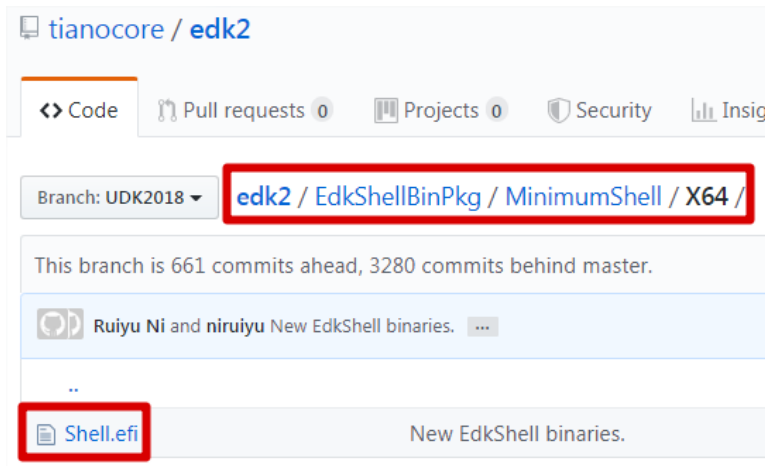 tianocore / edk2
<> Code Pull requests 0 Projects 0 Security Insig
Branch: UDK2018 edk2 / EdkShellBinPkg / MinimumShell / X64 /
This branch is 661 commits ahead, 3280 commits behind master.
Ruiyu Ni and niruiyu New EdkShell binaries. ...
..
Shell.efi New EdkShell binaries.